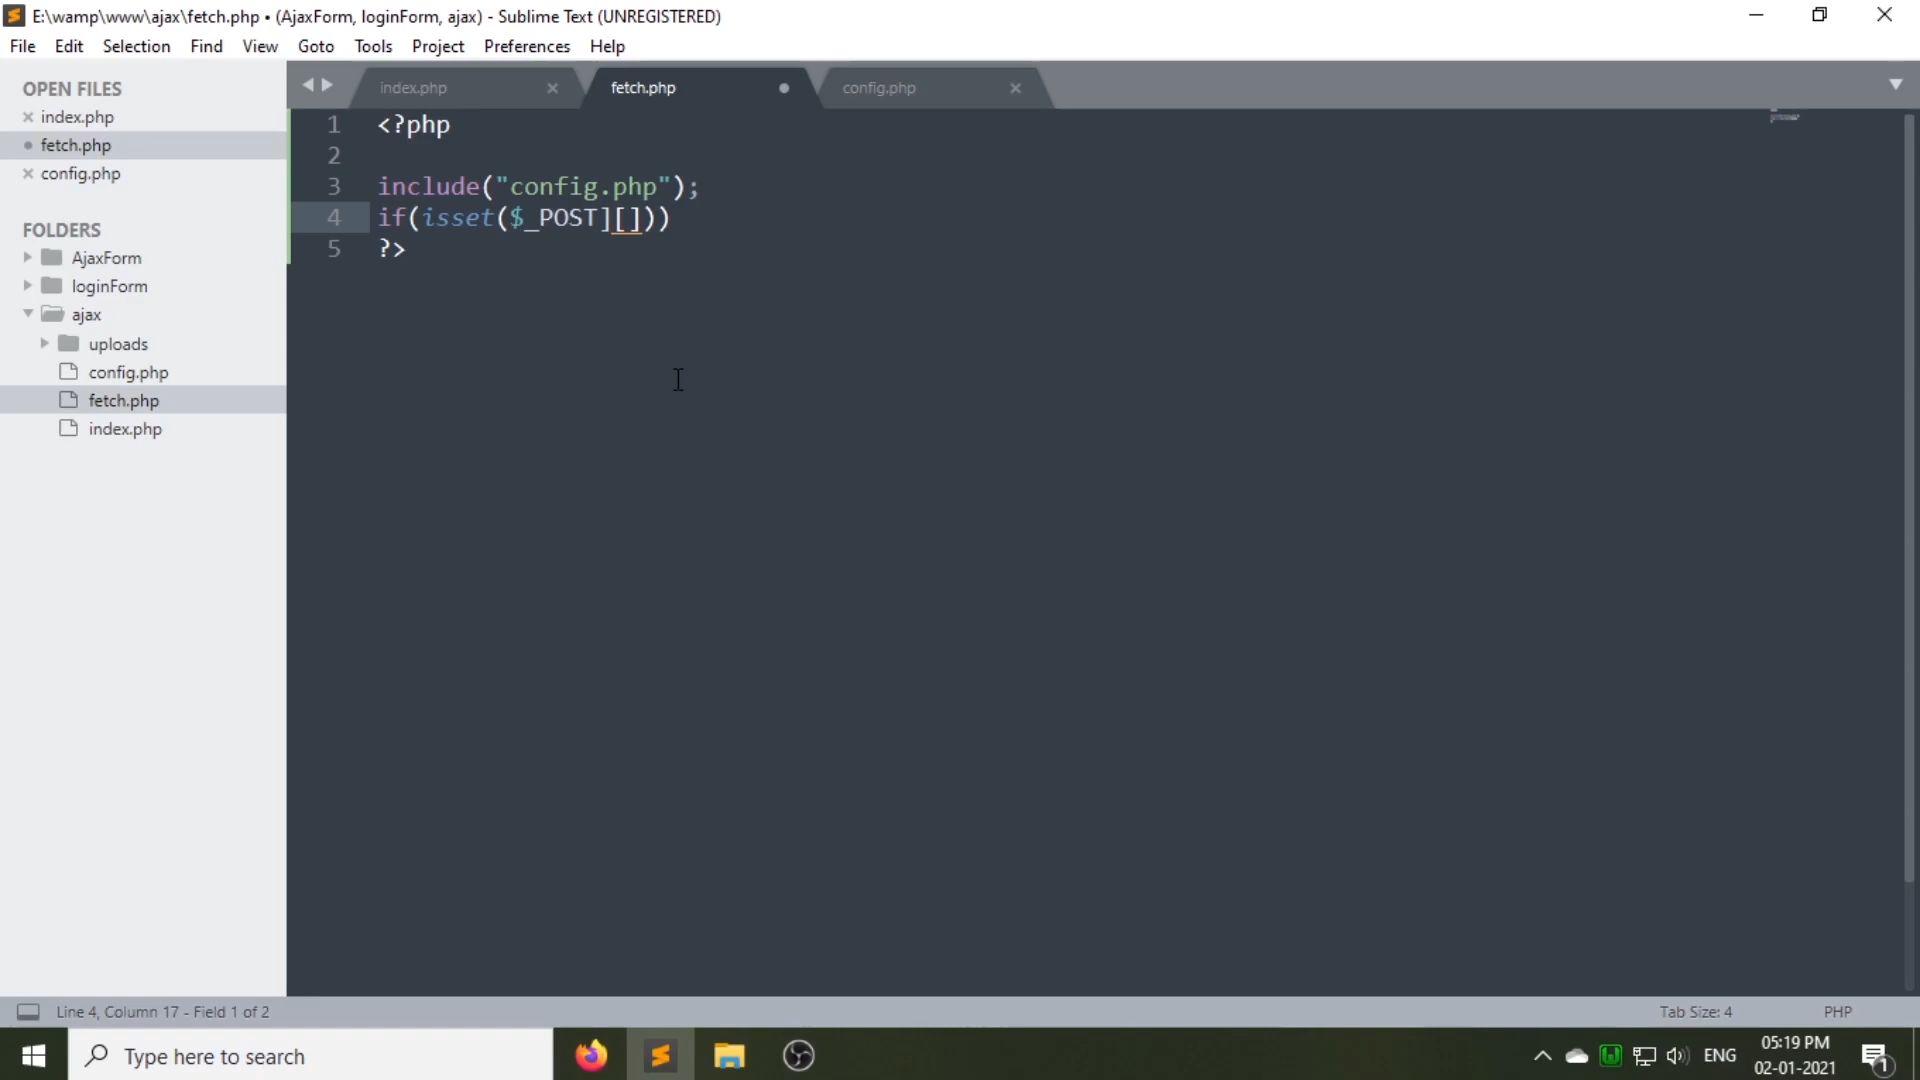 E:\wamp\www\ajax\fetch.php • (AjaxForm, loginForm, ajax) - Sublime Text (UNREGISTERED)
File Edit Selection Find View Goto Tools Project Preferences Help
OPEN FILES
index.php
fetch.php
config.php
FOLDERS
AjaxForm
loginForm
ajax
uploads
config.php
fetch.php
index.php
index.php fetch.php config.php
1 <?php
2
3 include("config.php");
4 if(isset($_POST][]))
5 ?>
Line 4, Column 17 - Field 1 of 2 Tab Size: 4 PHP
Type here to search ENG 05:19 PM
02-01-2021
1